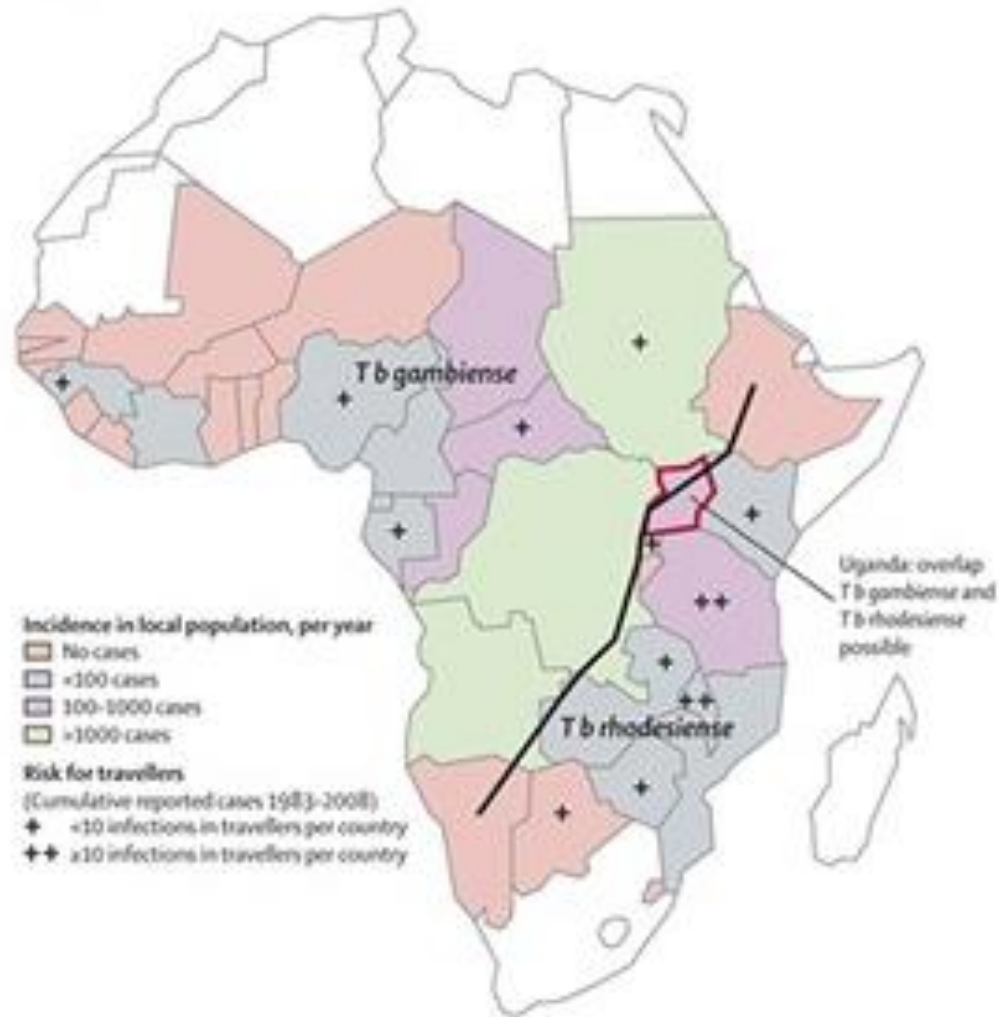 T b gambiense
Uganda: overlap
T b gambiense and
T b rhodesiense
possible
T b rhodesiense
Incidence in local population, per year
No cases
<100 cases
100-1000 cases
>1000 cases
Risk for travellers
(Cumulative reported cases 1983-2008)
+ <10 infections in travellers per country
++ ≥10 infections in travellers per country